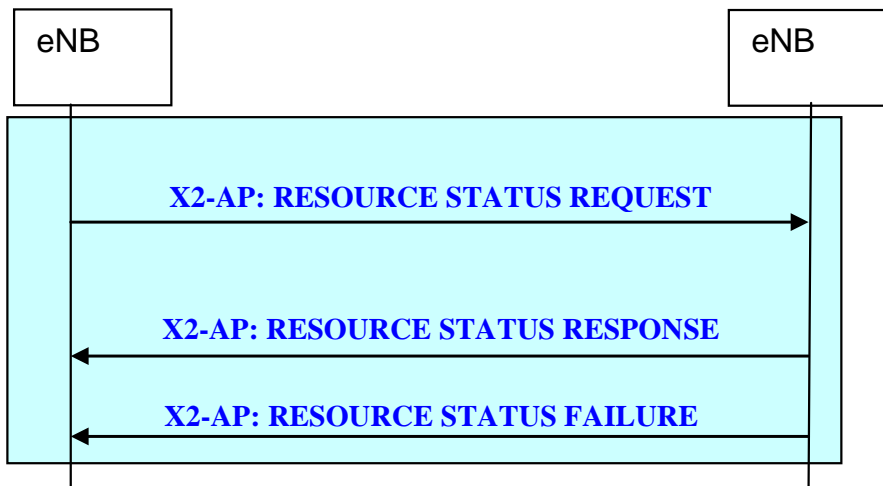 eNB
eNB
X2-AP: RESOURCE STATUS REQUEST
X2-AP: RESOURCE STATUS RESPONSE
X2-AP: RESOURCE STATUS FAILURE